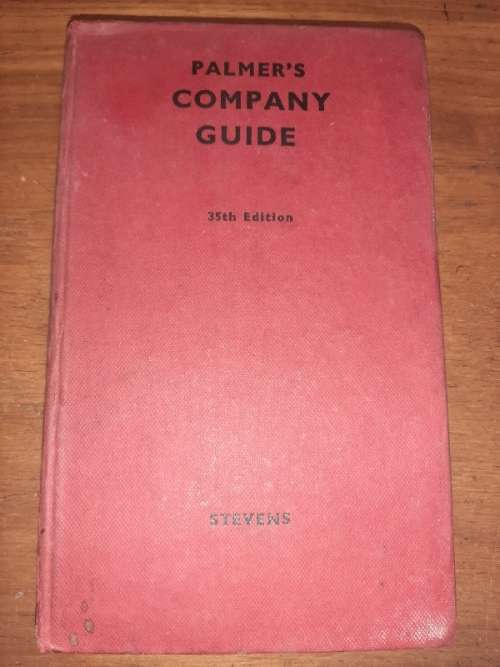 PALMER'S
COMPANY
GUIDE
35th Edition
STEVENS